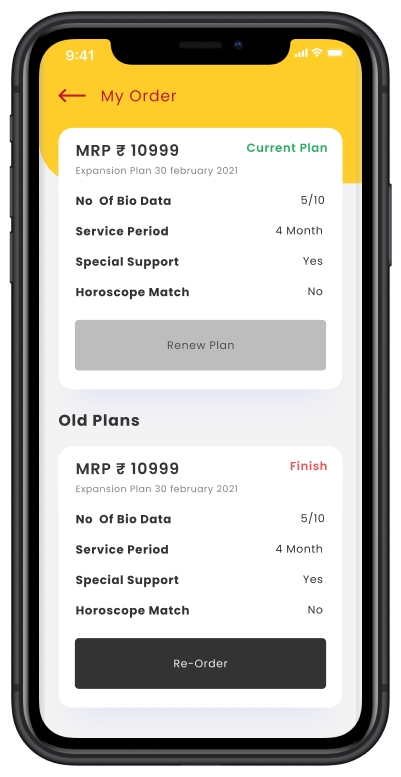 9:41
My Order
MRP ₹ 10999 Current Plan
Expansion Plan 30 february 2021
No Of Bio Data 5/10
Service Period 4 Month
Special Support Yes
Horoscope Match No
Renew Plan
Old Plans
MRP ₹ 10999 Finish
Expansion Plan 30 february 2021
No Of Bio Data 5/10
Service Period 4 Month
Special Support Yes
Horoscope Match No
Re-Order